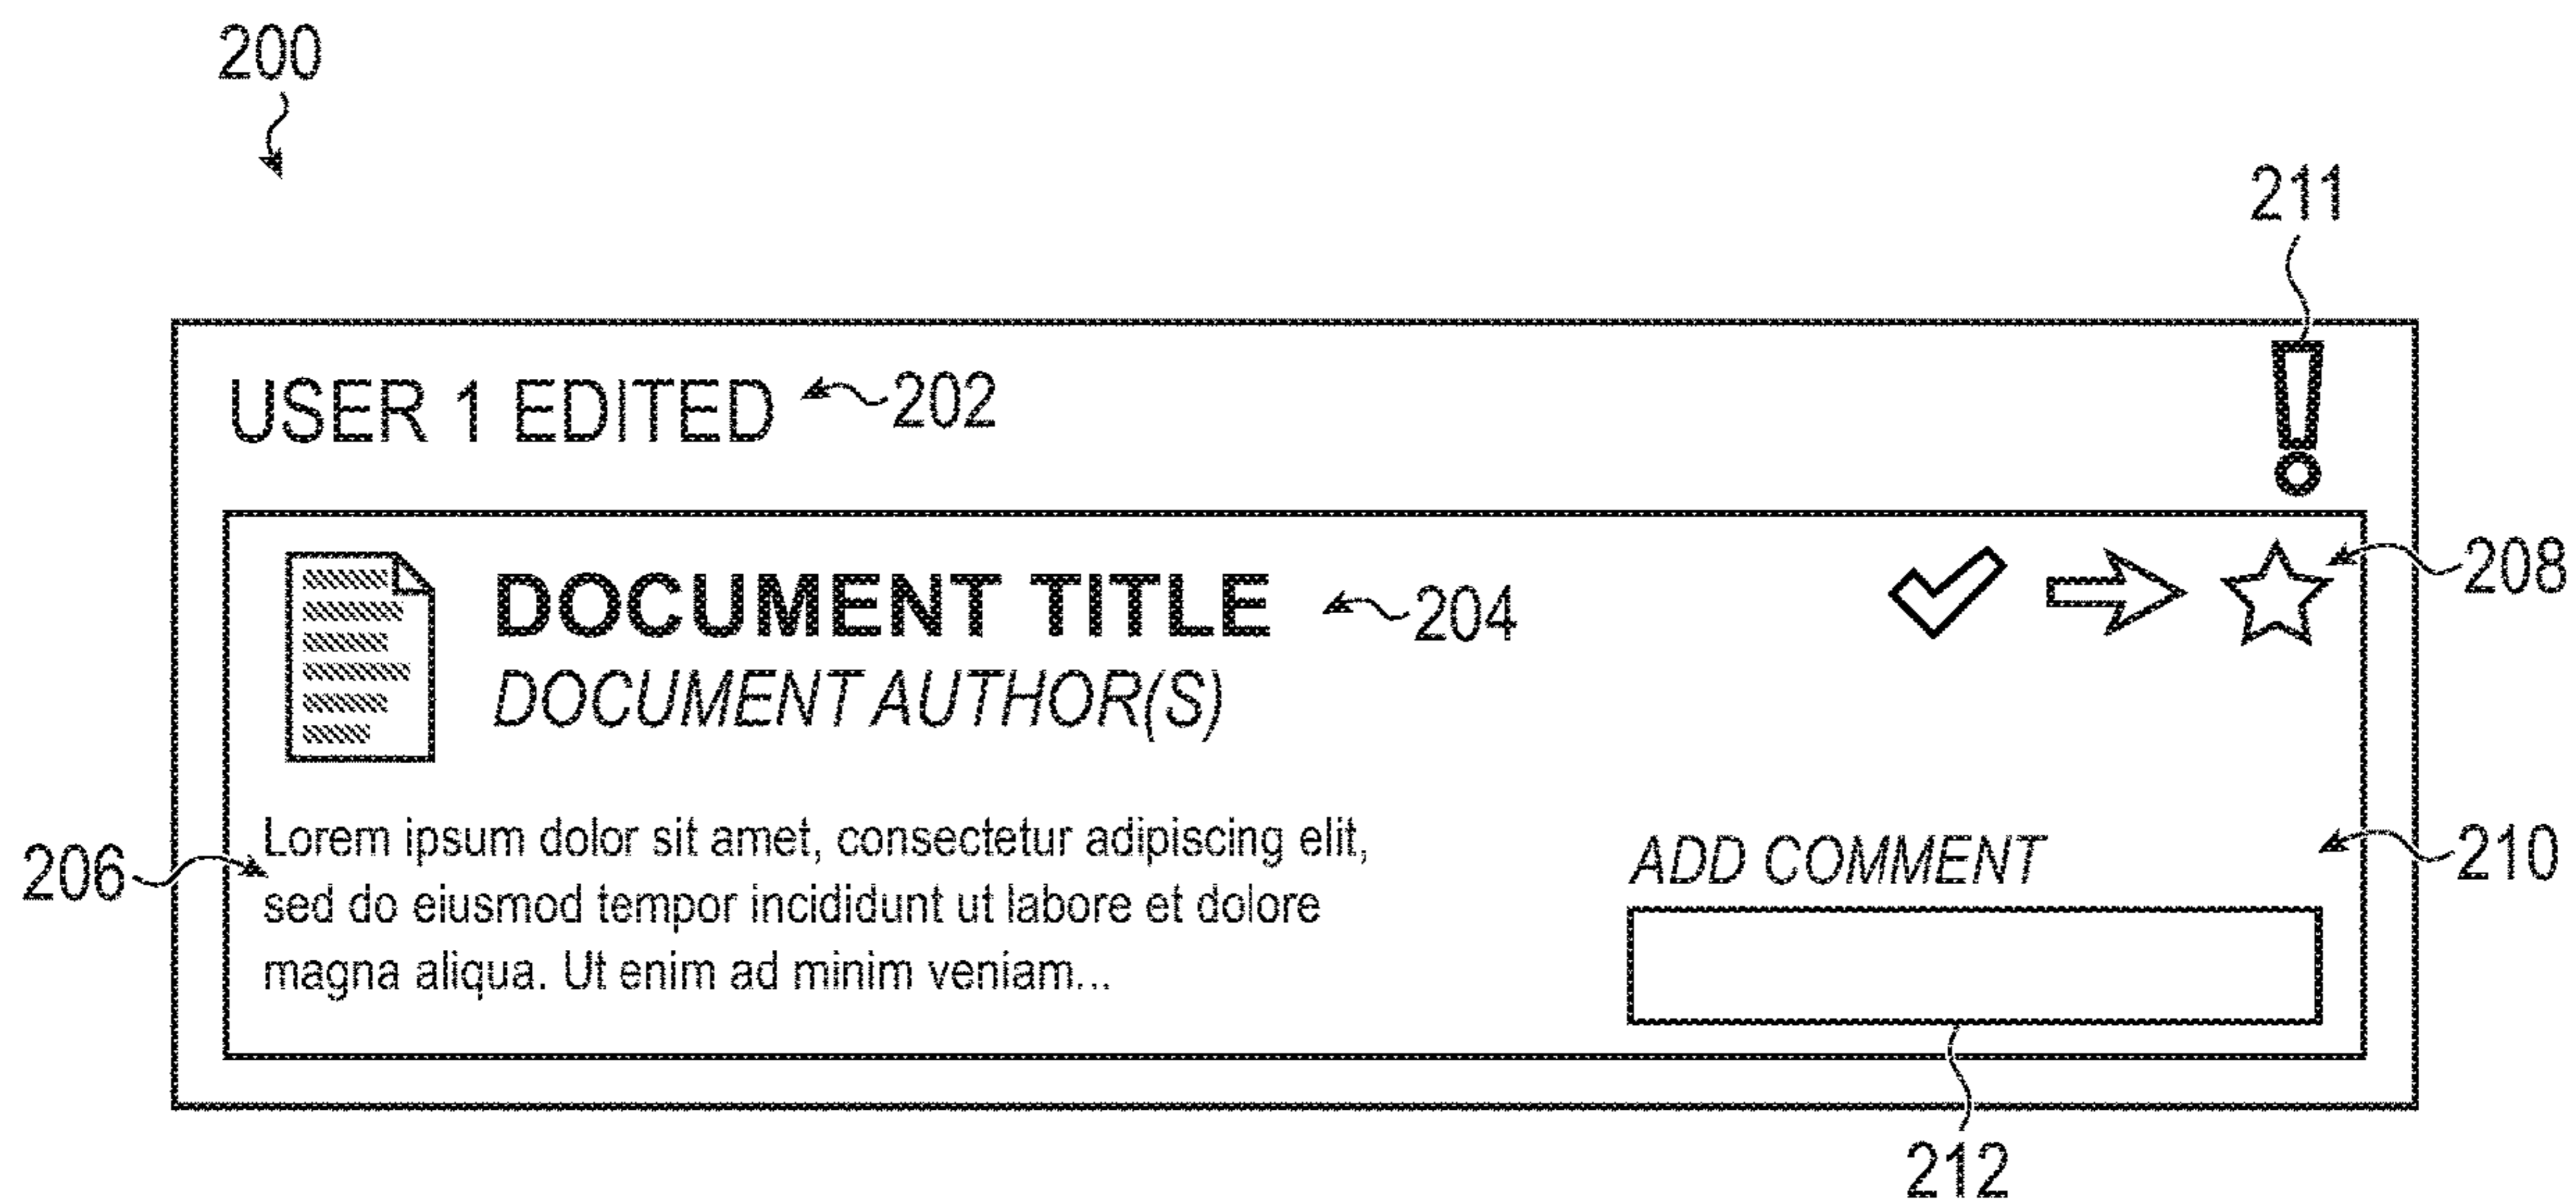 200
211
USER 1 EDITED 202
DOCUMENT TITLE 204
208
DOCUMENT AUTHOR(S)
206 Lorem ipsum dolor sit amet, consectetur adipiscing elit,
sed do eiusmod tempor incididunt ut labore et dolore
magna aliqua. Ut enim ad minim veniam...
ADD COMMENT 210
212